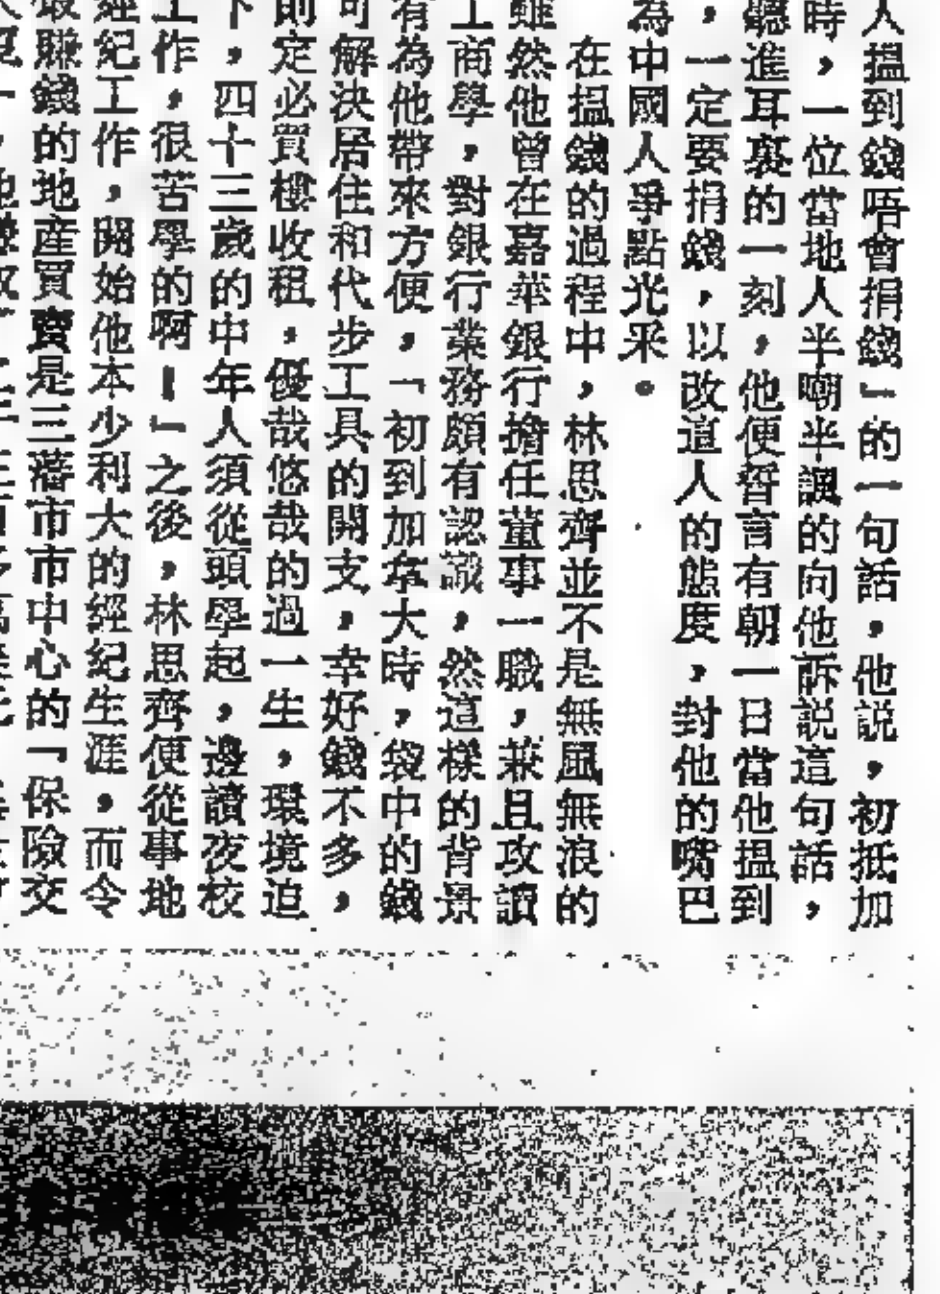 人搵到錢唔會捐錢」的一句話，他説，初抵加
時，一位當地人半嘲半諷的向他訴説這句話，
聽進耳裏的一刻，他便誓言有朝一日當他搵到
，一定要捐錢，以改這人的態度，封他的嘴巴
為中國人爭點光釆。
在搵錢的過程中，林思齊並不是無風無浪的
雖然他曾在嘉華銀行擔任董事一職，兼且攻讀
工商學，對銀行業務頗有認識，然這樣的背景
有為他帶來方便，「初到加拿大時，袋中的錢
可解決居住和代步工具的開支，幸好錢不多，
則定必買樓收租，優哉悠哉的過一生，環境迫
下，四十三歲的中年人須從頭學起，邊讀夜校
工作，很苦學的啊！」之後，林思齊便從事地
經紀工作，開始他本少利大的經紀生涯，而令
最賺錢的地産買賣是三藩市市中心的「保險交